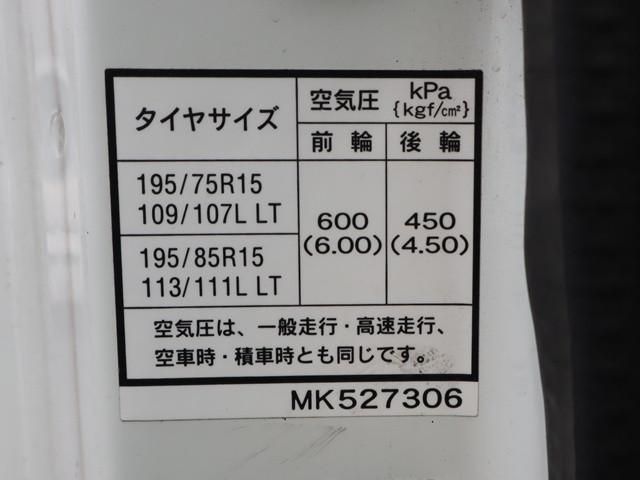 タイヤサイズ
空気圧 kPa
{kgf/cm²}
前輪 後輪
195/75R15
109/107L LT
600 450
(6.00) (4.50)
195/85R15
113/111L LT
空気圧は、一般走行・高速走行、
空車時・積車時とも同じです。
MK527306